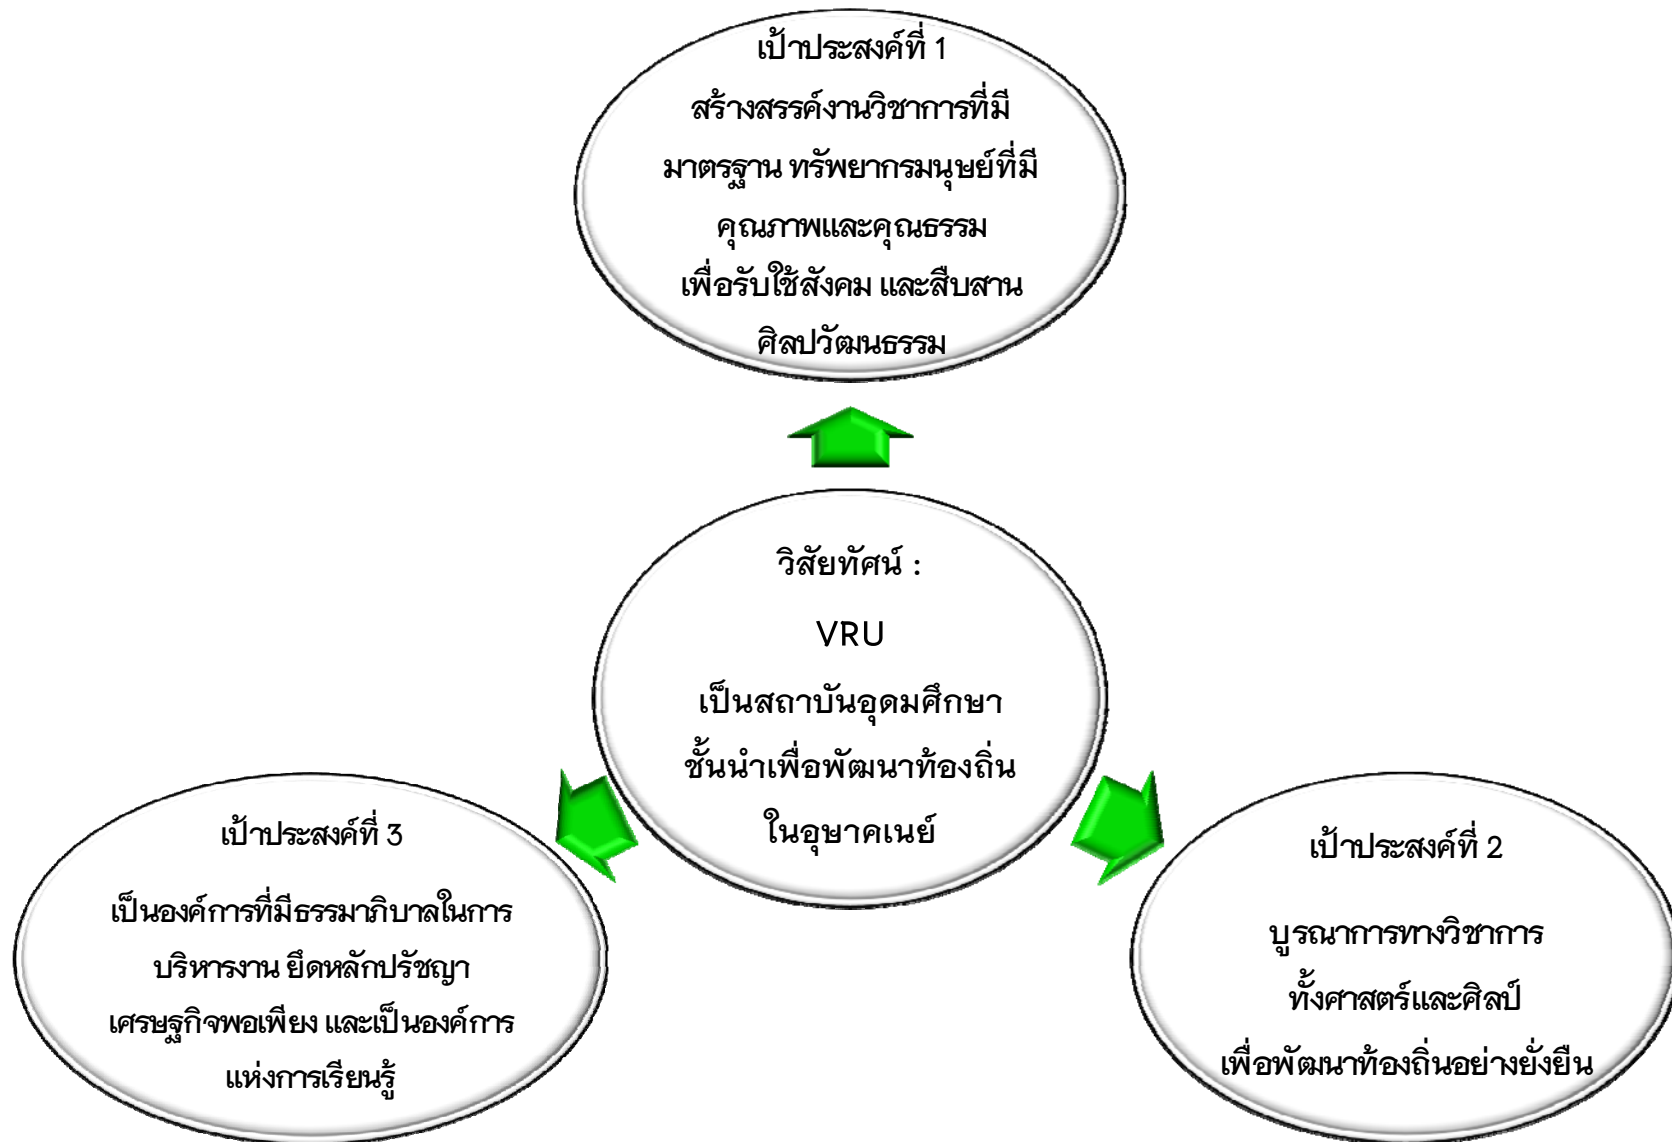 เป้าประสงค์ที่ 1
สร้างสรรค์งานวิชาการที่มี
มาตรฐาน ทรัพยากรมนุษย์ที่มี
คุณภาพและคุณธรรม
เพื่อรับใช้สังคม และสืบสาน
ศิลปวัฒนธรรม
วิสัยทัศน์ :
VRU
เป็นสถาบันอุดมศึกษา
ชั้นนำเพื่อพัฒนาท้องถิ่น
ในอุษาคเนย์
เป้าประสงค์ที่ 3
เป็นองค์การที่มีธรรมาภิบาลในการ
บริหารงาน ยึดหลักปรัชญา
เศรษฐกิจพอเพียง และเป็นองค์การ
แห่งการเรียนรู้
เป้าประสงค์ที่ 2
บูรณาการทางวิชาการ
ทั้งศาสตร์และศิลป์
เพื่อพัฒนาท้องถิ่นอย่างยั่งยืน